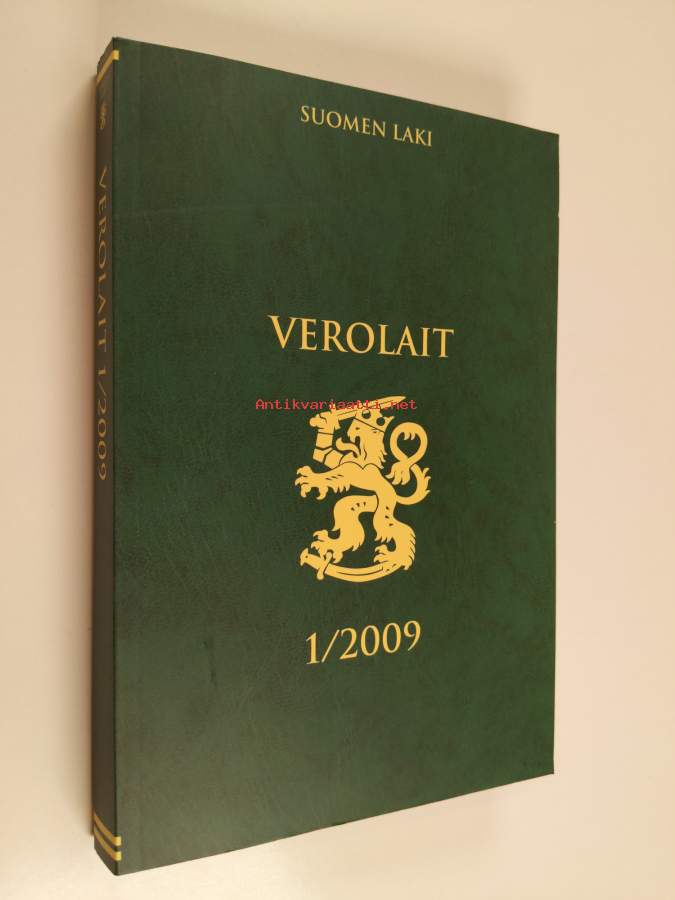 SUOMEN LAKI
VEROLAIT
Antikvariaatti.net
1/2009
VEROLAIT 1/2009